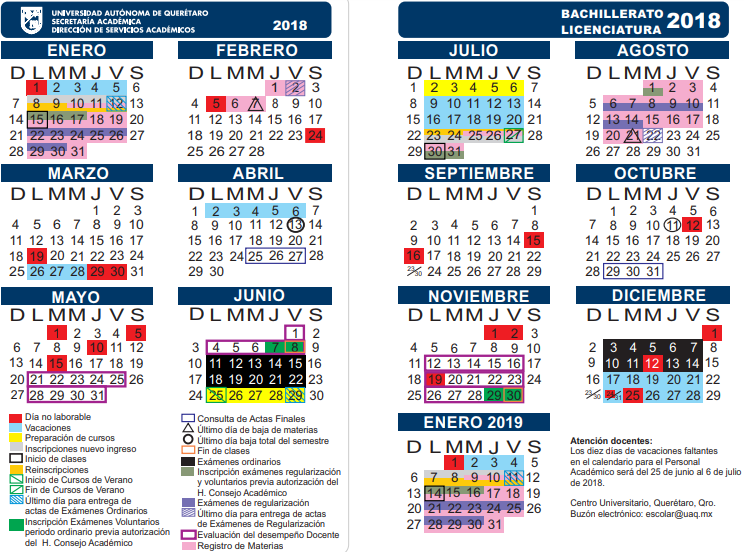 UNIVERSIDAD AUTÓNOMA DE QUERÉTARO
SECRETARÍA ACADÉMICA
DIRECCIÓN DE SERVICIOS ACADÉMICOS
2018
ENERO
D L M M J V S
1 2 3 4 5 6
7 8 9 10 11 12 13
14 15 16 17 18 19 20
21 22 23 24 25 26 27
28 29 30 31
FEBRERO
D L M M J V S
1 2 3
4 5 6 7 8 9 10
11 12 13 14 15 16 17
18 19 20 21 22 23 24
25 26 27 28
MARZO
D L M M J V S
1 2 3
4 5 6 7 8 9 10
11 12 13 14 15 16 17
18 19 20 21 22 23 24
25 26 27 28 29 30 31
ABRIL
D L M M J V S
1 2 3 4 5 6 7
8 9 10 11 12 13 14
15 16 17 18 19 20 21
22 23 24 25 26 27 28
29 30
MAYO
D L M M J V S
1 2 3 4 5
6 7 8 9 10 11 12
13 14 15 16 17 18 19
20 21 22 23 24 25 26
27 28 29 30 31
JUNIO
D L M M J V S
1 2
3 4 5 6 7 8 9
10 11 12 13 14 15 16
17 18 19 20 21 22 23
24 25 26 27 28 29 30
Día no laborable
Vacaciones
Preparación de cursos
Inscripciones nuevo ingreso
Inicio de clases
Reinscripciones
Inicio de Cursos de Verano
Fin de Cursos de Verano
Último día para entrega de
actas de Exámenes Ordinarios
Inscripción Exámenes Voluntarios
periodo ordinario previa autorización
del H. Consejo Académico
Consulta de Actas Finales
Último día de baja de materias
Último día baja total del semestre
Fin de clases
Exámenes ordinarios
Inscripción exámenes regularización
y voluntarios previa autorización del
H. Consejo Académico
Exámenes de regularización
Último día para entrega de actas
de Exámenes de Regularización
Evaluación del desempeño Docente
Registro de Materias
BACHILLERATO
LICENCIATURA
2018
JULIO
D L M M J V S
1 2 3 4 5 6 7
8 9 10 11 12 13 14
15 16 17 18 19 20 21
22 23 24 25 26 27 28
29 30 31
AGOSTO
D L M M J V S
1 2 3 4
5 6 7 8 9 10 11
12 13 14 15 16 17 18
19 20 21 22 23 24 25
26 27 28 29 30 31
SEPTIEMBRE
D L M M J V S
1
2 3 4 5 6 7 8
9 10 11 12 13 14 15
16 17 18 19 20 21 22
23/30 24 25 26 27 28 29
OCTUBRE
D L M M J V S
1 2 3 4 5 6
7 8 9 10 11 12 13
14 15 16 17 18 19 20
21 22 23 24 25 26 27
28 29 30 31
NOVIEMBRE
D L M M J V S
1 2 3
4 5 6 7 8 9 10
11 12 13 14 15 16 17
18 19 20 21 22 23 24
25 26 27 28 29 30
DICIEMBRE
D L M M J V S
1
2 3 4 5 6 7 8
9 10 11 12 13 14 15
16 17 18 19 20 21 22
23/30 24/31 25 26 27 28 29
ENERO 2019
D L M M J V S
1 2 3 4 5
6 7 8 9 10 11 12
13 14 15 16 17 18 19
20 21 22 23 24 25 26
27 28 29 30 31
Atención docentes:
Los diez días de vacaciones faltantes
en el calendario para el Personal
Académico será del 25 de junio al 6 de julio
de 2018.
Centro Universitario, Querétaro, Qro.
Buzón electrónico: escolar@uaq.mx